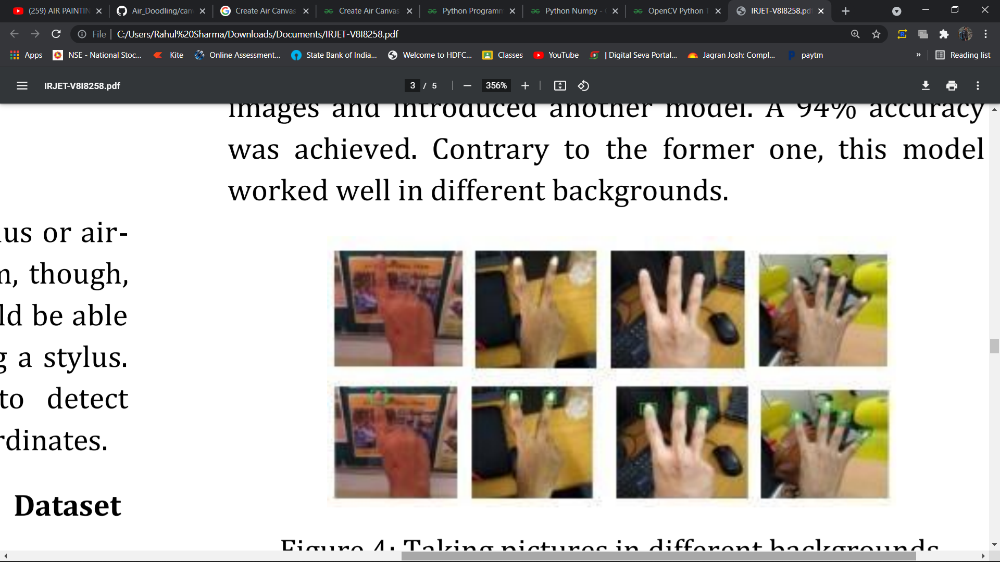 (259) AIR PAINTIN
Air_Doodling/can
Create Air Canvas
Create Air Canvas
Python Programm
Python Numpy -
OpenCV Python T
IRJET-V8I8258.pd
File
C:/Users/Rahul%20Sharma/Downloads/Documents/IRJET-V8I8258.pdf
Apps
NSE - National Stoc...
Kite
Online Assessment...
State Bank of India...
Welcome to HDFC...
Classes
YouTube
| Digital Seva Portal...
Jagran Josh: Compl...
paytm
»
Reading list
IRJET-V8I8258.pdf
3 / 5
356%
lus or air-
n, though,
ld be able
g a stylus.
to detect
rdinates.
Dataset
images and introduced another model. A 94% accuracy
was achieved. Contrary to the former one, this model
worked well in different backgrounds.
Figure 4: Taking pictures in different backgrounds